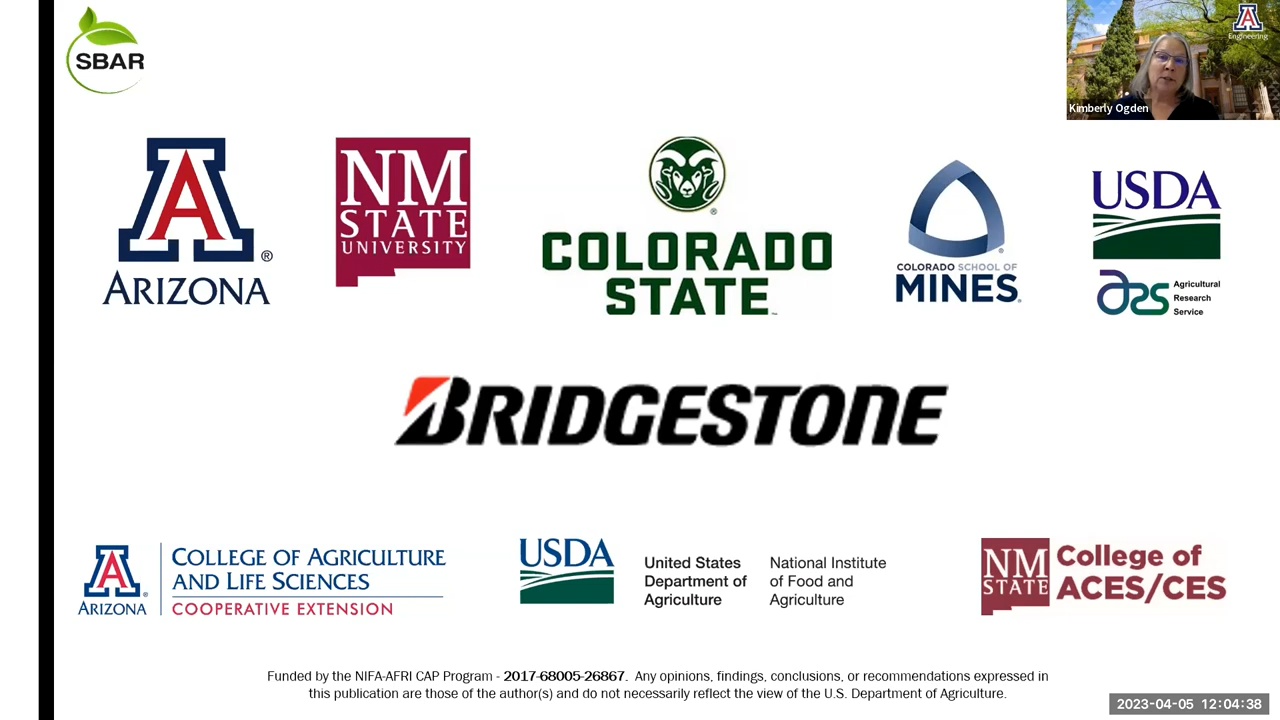 SBAR
A
Engineering
Kimberly Ogden
A
ARIZONA
NM
STATE
UNIVERSITY
COLORADO
STATE
COLORADO SCHOOL OF
MINES
USDA
ars
Agricultural
Research
Service
BRIDGESTONE
A
ARIZONA
COLLEGE OF AGRICULTURE
AND LIFE SCIENCES
COOPERATIVE EXTENSION
USDA
United States
Department of
Agriculture
National Institute
of Food and
Agriculture
NM
STATE
College of
ACES/CES
Funded by the NIFA-AFRI CAP Program - 2017-68005-26867. Any opinions, findings, conclusions, or recommendations expressed in
this publication are those of the author(s) and do not necessarily reflect the view of the U.S. Department of Agriculture.
2023-04-05 12:04:38